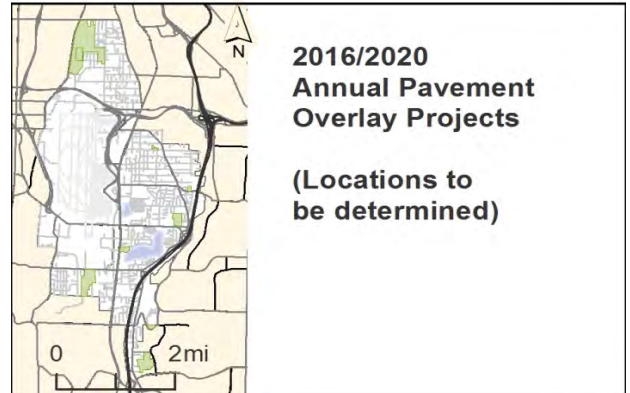 N
2016/2020
Annual Pavement
Overlay Projects
(Locations to
be determined)
0 2mi